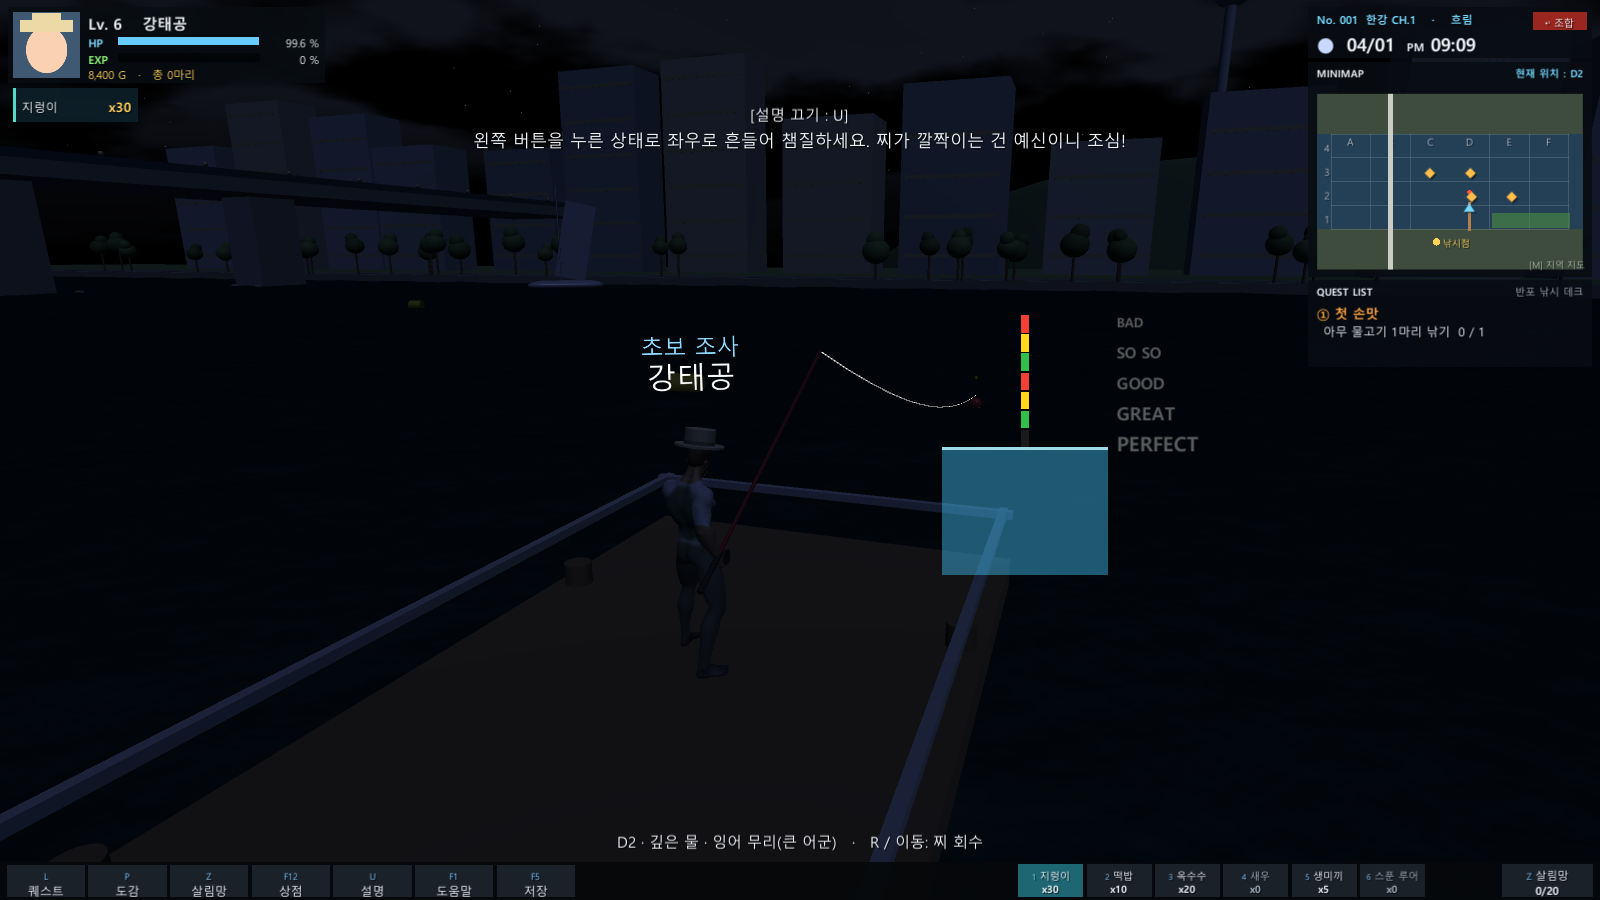 Lv. 6 강태공
HP 99.6 %
EXP 0 %
8,400 G · 총 0마리
지렁이 x30
[설명 끄기 : U]
왼쪽 버튼을 누른 상태로 좌우로 흔들어 챔질하세요. 찌가 깔짝이는 건 예신이니 조심!
No. 001 한강 CH.1 · 흐림
조합
04/01 PM 09:09
MINIMAP 현재 위치 : D2
A C D E F
4
3
2
1
낚시점
[M] 지역 지도
QUEST LIST 반포 낚시 데크
① 첫 손맛
아무 물고기 1마리 낚기 0 / 1
초보 조사
강태공
BAD
SO SO
GOOD
GREAT
PERFECT
D2 · 깊은 물 · 잉어 무리(큰 어군) · R / 이동: 찌 회수
L 퀘스트
P 도감
Z 살림망
F12 상점
U 설명
F1 도움말
F5 저장
1 지렁이 x30
2 떡밥 x10
3 옥수수 x20
4 새우 x0
5 생미끼 x5
6 스푼 루어 x0
Z 살림망 0/20